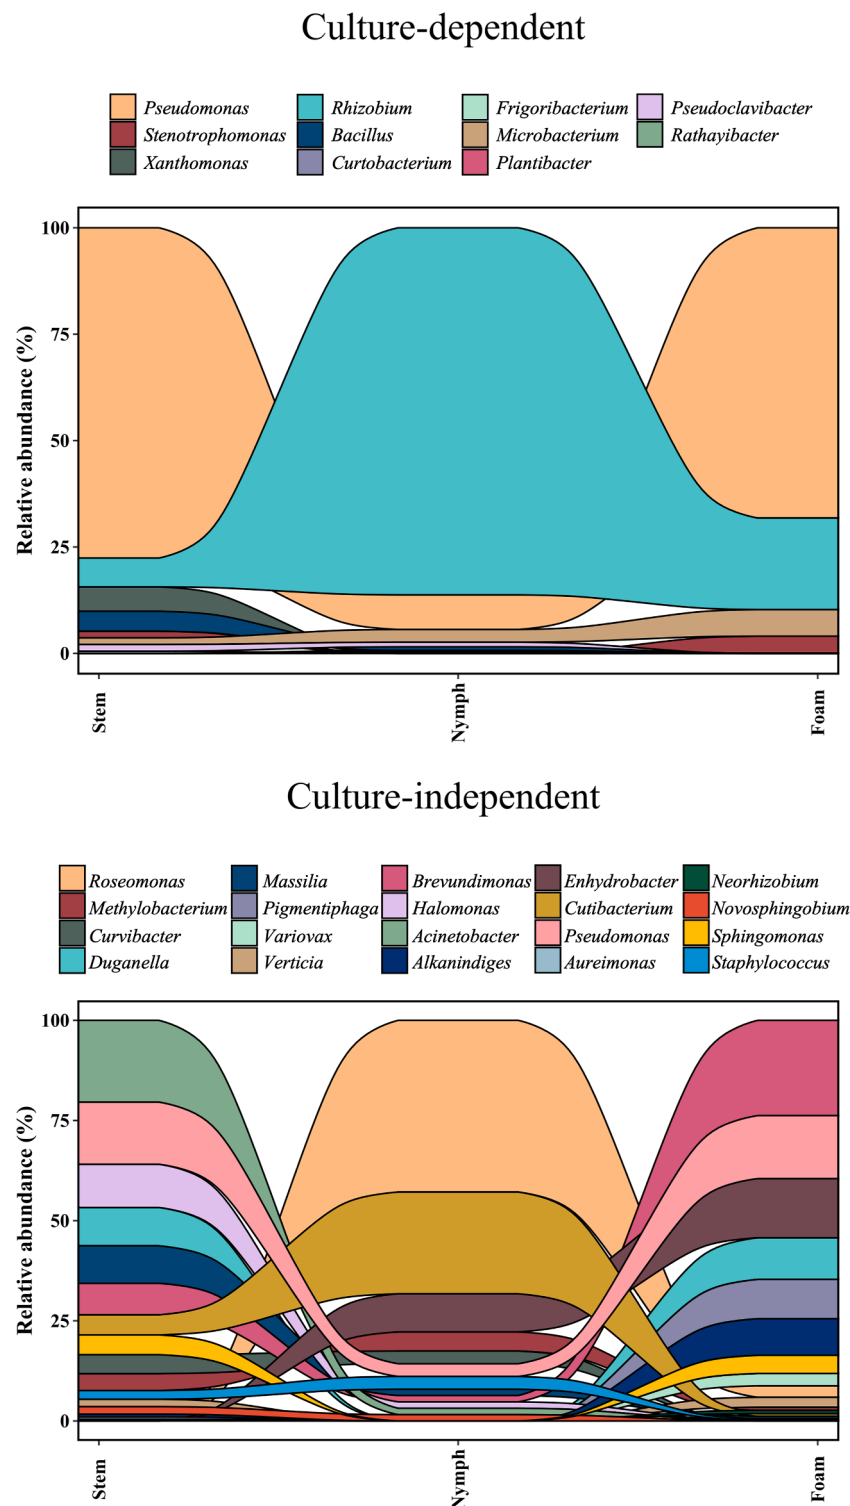 Culture-dependent
Pseudomonas Rhizobium Frigoribacterium Pseudoclavibacter
Stenotrophomonas Bacillus Microbacterium Rathayibacter
Xanthomonas Curtobacterium Plantibacter
Relative abundance (%)
100
75
50
25
0
Stem Nymph Foam
Culture-independent
Roseomonas Massilia Brevundimonas Enhydrobacter Neorhizobium
Methylobacterium Pigmentiphaga Halomonas Cutibacterium Novosphingobium
Curvibacter Variovax Acinetobacter Pseudomonas Sphingomonas
Duganella Verticia Alkanindiges Aureimonas Staphylococcus
Relative abundance (%)
100
75
50
25
0
Stem Nymph Foam